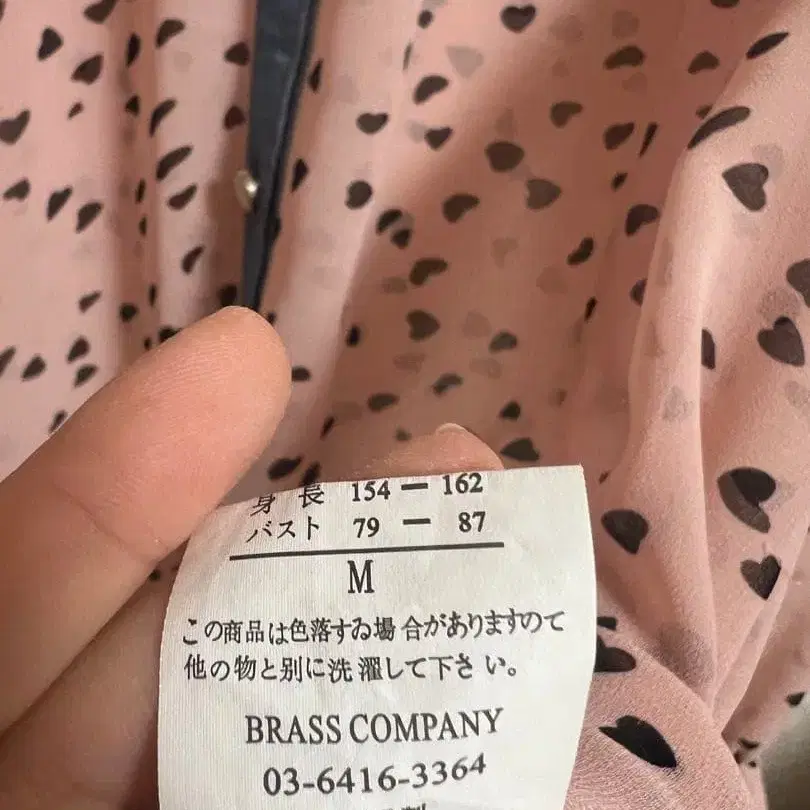 身長 154 — 162
バスト 79 — 87
M
この商品は色落すゐ場合がありますので
他の物と別に洗濯して下さい。
BRASS COMPANY
03-6416-3364